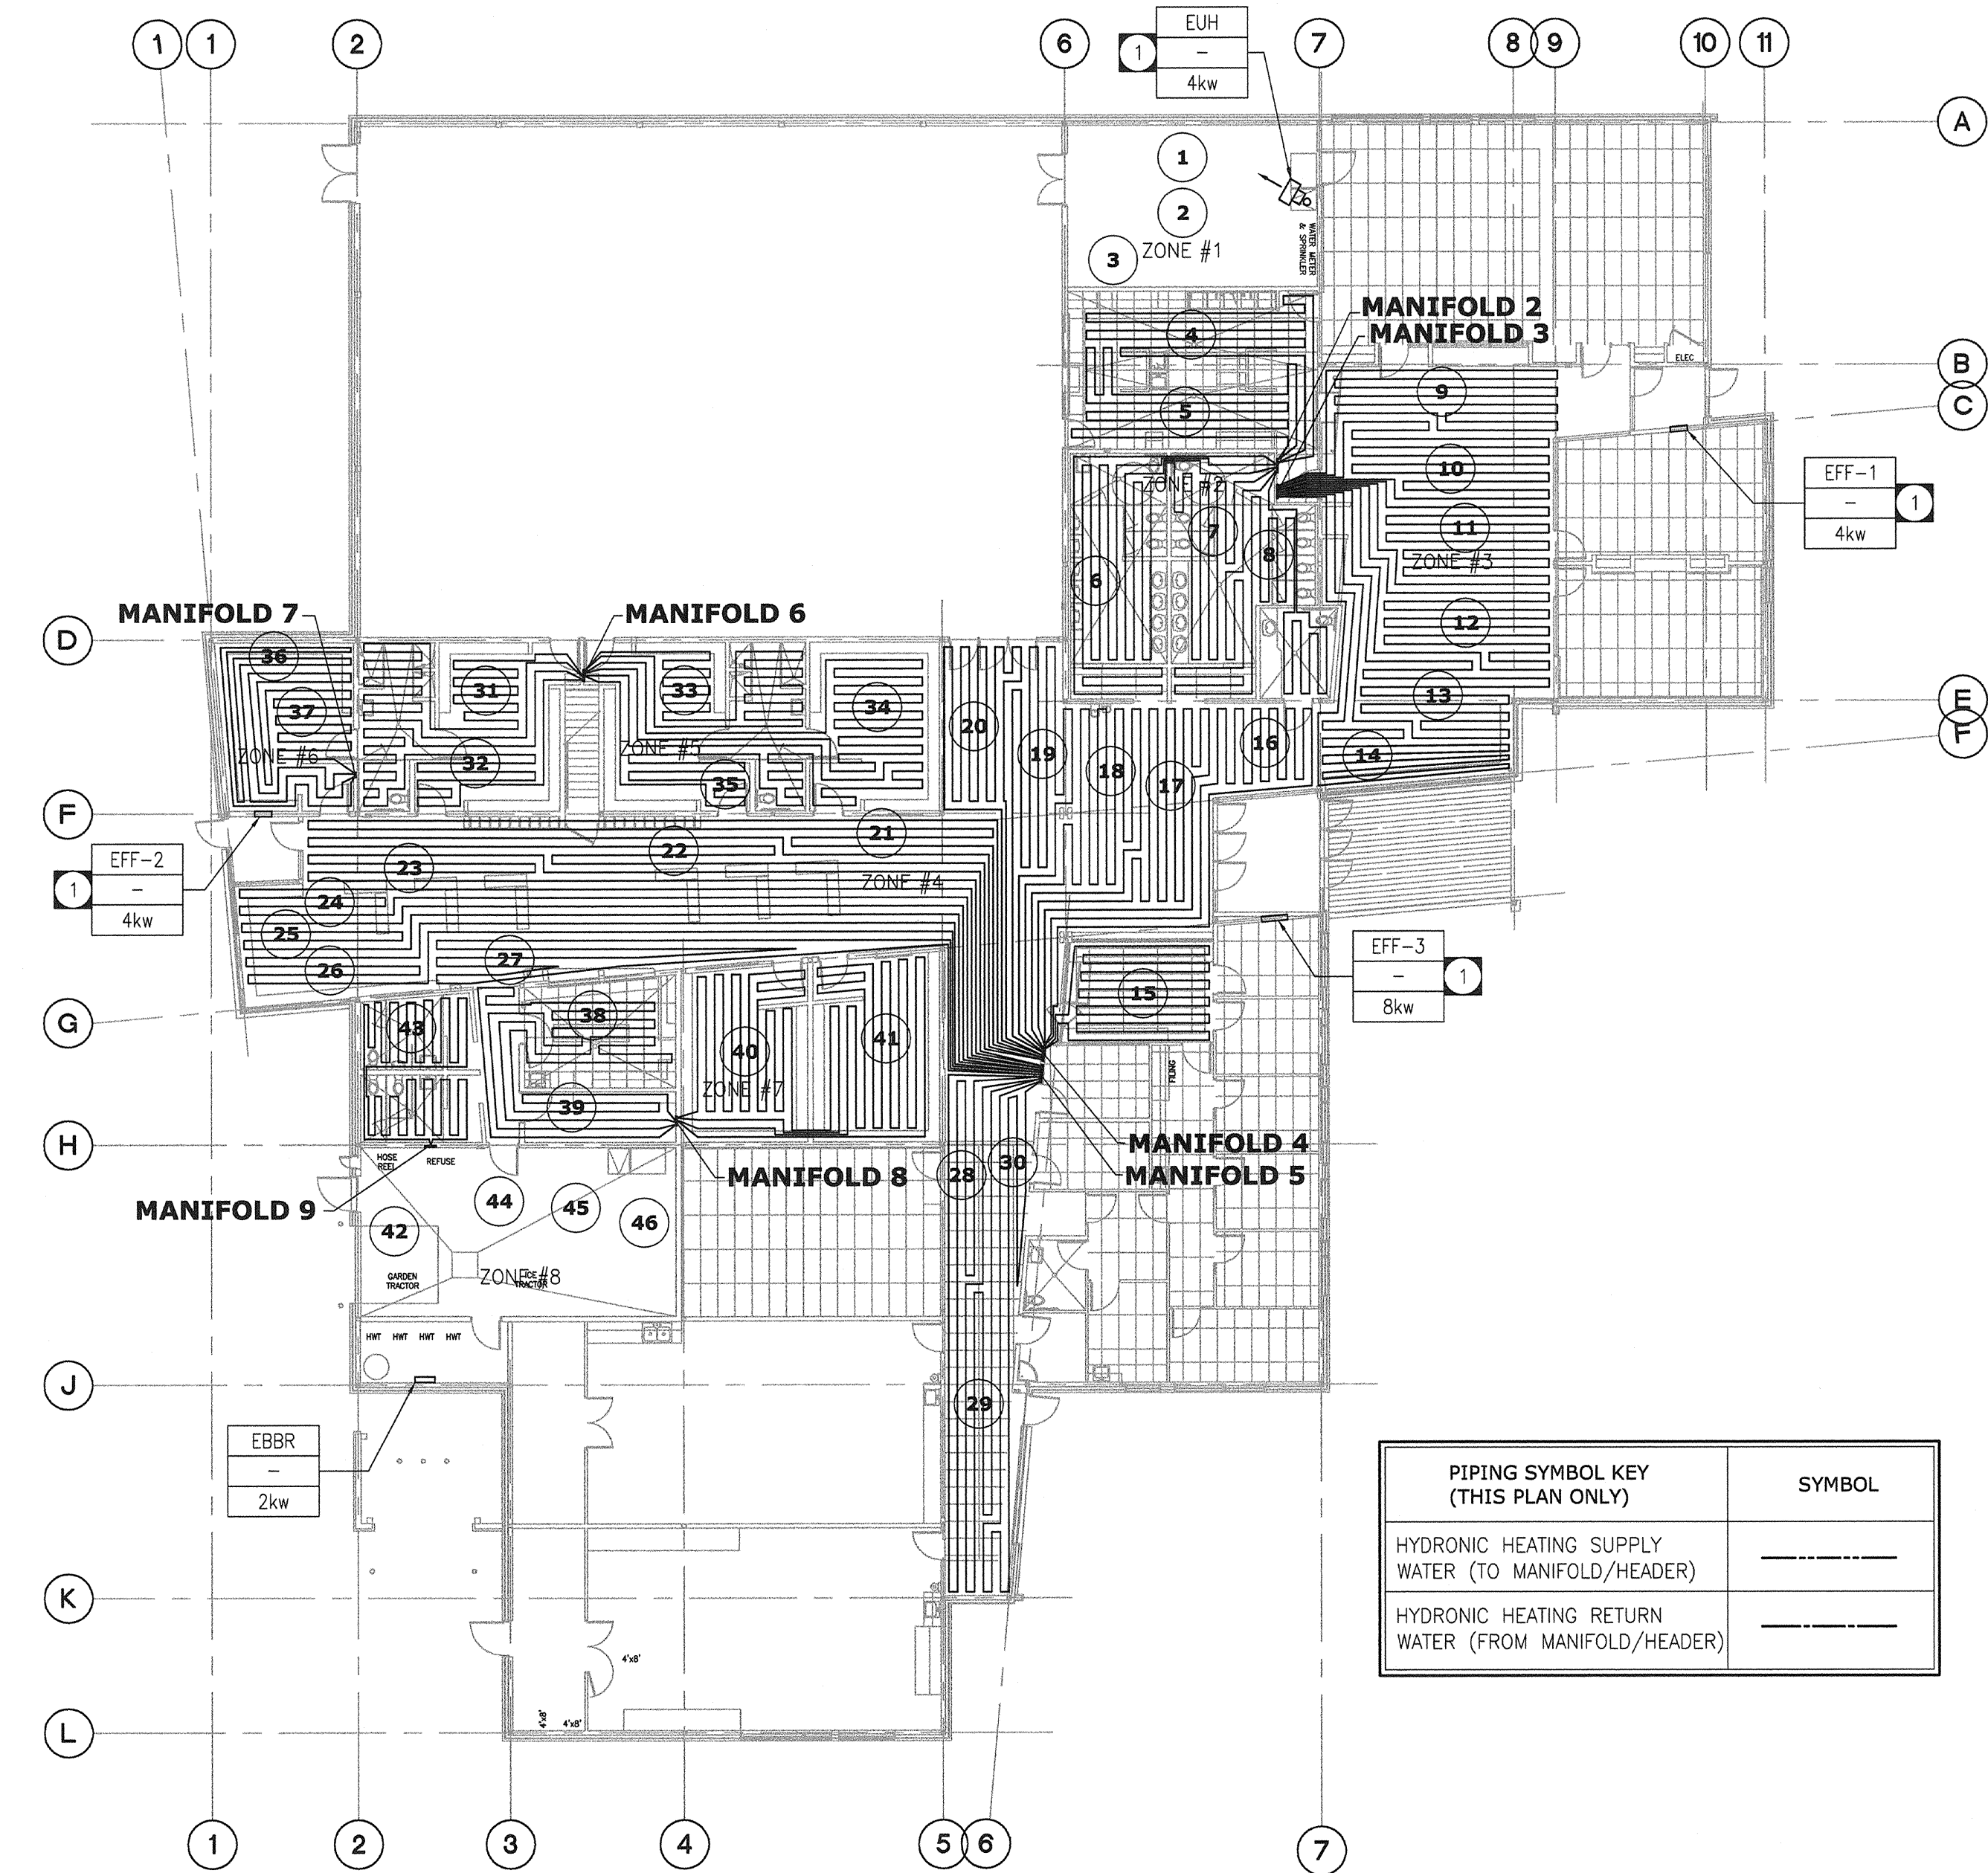 EUH
1 1 2 6 1 - 7 8 9 10 11
4kw
A
1
2
3 ZONE #1
WATER METER
& SPRINKLER
MANIFOLD 2
MANIFOLD 3
4
ELEC
B
9
C
5
10
EFF-1
ZONE #2
- 1
7
11
4kw
8
ZONE #3
6
MANIFOLD 7
MANIFOLD 6
12
D
36
31
33
13
E
37
34
20
F
16
ZONE #6
ZONE #5
19
14
32
18
35
17
F
21
22
EFF-2
23
1 -
ZONE #4
4kw
24
25
EFF-3
27
26
- 1
15
8kw
G
38
43
41
40
FILING
ZONE #7
39
H
MANIFOLD 4
HOSE
REEL
REFUSE
30
28
MANIFOLD 5
MANIFOLD 8
44
45
MANIFOLD 9
46
42
GARDEN
TRACTOR
ZONE #8
HWT HWT HWT HWT
J
29
EBBR
-
2kw
PIPING SYMBOL KEY
(THIS PLAN ONLY)
SYMBOL
HYDRONIC HEATING SUPPLY
WATER (TO MANIFOLD/HEADER)
K
HYDRONIC HEATING RETURN
WATER (FROM MANIFOLD/HEADER)
4'x8'
4'x8'
4'x8'
L
1 2 3 4 5 6 7